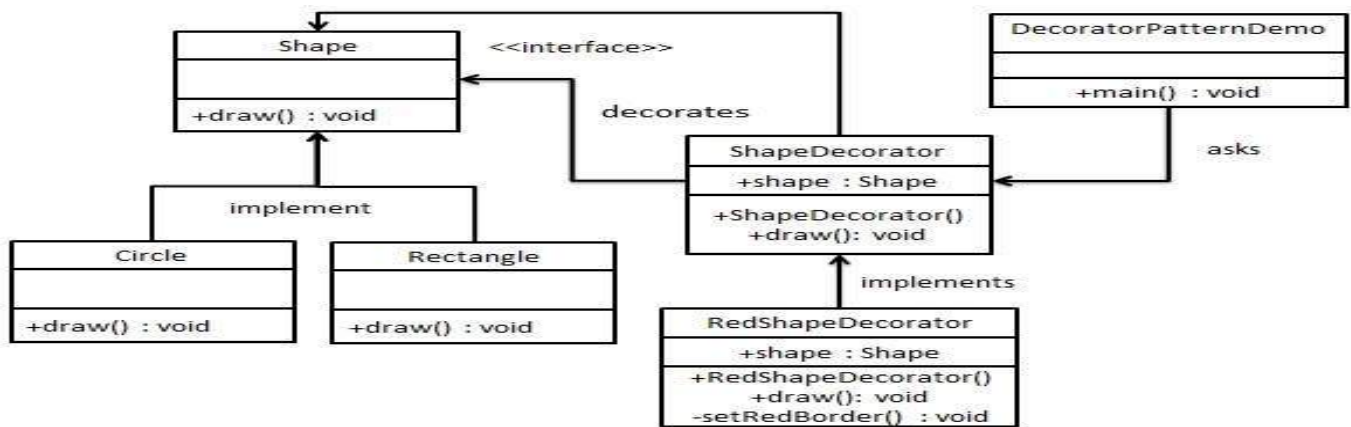 Shape
+draw() : void
<<interface>>
decorates
DecoratorPatternDemo
+main() : void
asks
ShapeDecorator
+shape : Shape
+ShapeDecorator()
+draw(): void
implement
Circle
+draw() : void
Rectangle
+draw() : void
implements
RedShapeDecorator
+shape : Shape
+RedShapeDecorator()
+draw(): void
-setRedBorder() : void